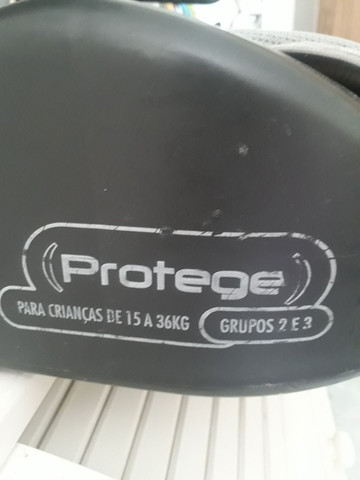 Protege
PARA CRIANÇAS DE 15 A 36KG
GRUPOS 2 E 3